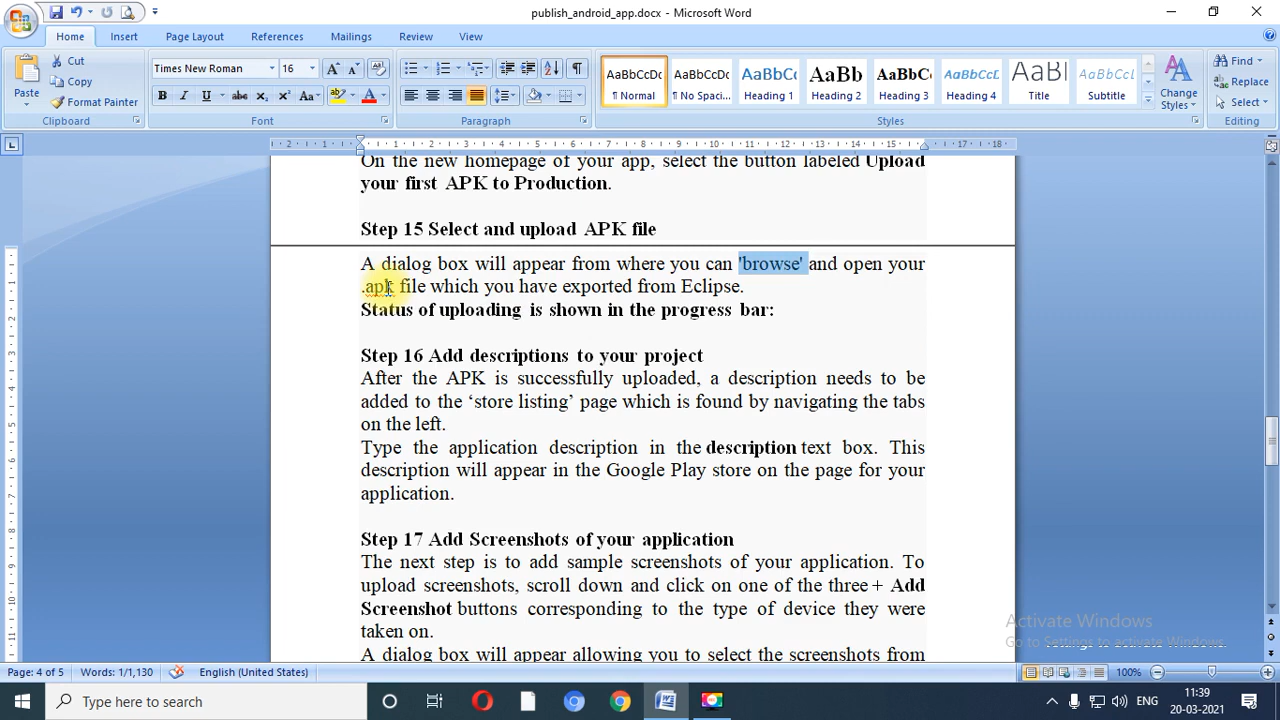 publish_android_app.docx - Microsoft Word
Home Insert Page Layout References Mailings Review View
Paste
Cut
Copy
Format Painter
Clipboard
Times New Roman 16
Font
Paragraph
AaBbCcDc AaBbCcDc AaBbC AaBb AaBbC AaBbCcL AaBb AaBbCcL
¶ Normal ¶ No Spaci... Heading 1 Heading 2 Heading 3 Heading 4 Title Subtitle
Change Styles
Styles
Find
Replace
Select
Editing
On the new homepage of your app, select the button labeled Upload
your first APK to Production.
Step 15 Select and upload APK file
A dialog box will appear from where you can 'browse' and open your
.apk file which you have exported from Eclipse.
Status of uploading is shown in the progress bar:
Step 16 Add descriptions to your project
After the APK is successfully uploaded, a description needs to be
added to the ‘store listing’ page which is found by navigating the tabs
on the left.
Type the application description in the description text box. This
description will appear in the Google Play store on the page for your
application.
Step 17 Add Screenshots of your application
The next step is to add sample screenshots of your application. To
upload screenshots, scroll down and click on one of the three + Add
Screenshot buttons corresponding to the type of device they were
taken on.
A dialog box will appear allowing you to select the screenshots from
Activate Windows
Go to Settings to activate Windows.
Page: 4 of 5 Words: 1/1,130 English (United States) 100%
Type here to search
ENG 11:39
20-03-2021